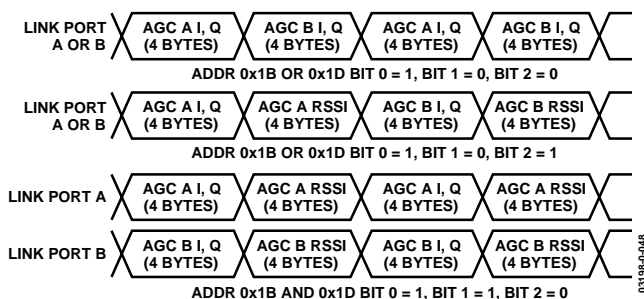 LINK PORT A OR B
AGC A I, Q (4 BYTES) AGC B I, Q (4 BYTES) AGC A I, Q (4 BYTES) AGC B I, Q (4 BYTES)
ADDR 0x1B OR 0x1D BIT 0 = 1, BIT 1 = 0, BIT 2 = 0
LINK PORT A OR B
AGC A I, Q (4 BYTES) AGC A RSSI (4 BYTES) AGC B I, Q (4 BYTES) AGC B RSSI (4 BYTES)
ADDR 0x1B OR 0x1D BIT 0 = 1, BIT 1 = 0, BIT 2 = 1
LINK PORT A
AGC A I, Q (4 BYTES) AGC A RSSI (4 BYTES) AGC A I, Q (4 BYTES) AGC A RSSI (4 BYTES)
LINK PORT B
AGC B I, Q (4 BYTES) AGC B RSSI (4 BYTES) AGC B I, Q (4 BYTES) AGC B RSSI (4 BYTES)
ADDR 0x1B AND 0x1D BIT 0 = 1, BIT 1 = 1, BIT 2 = 0
03198-0-048